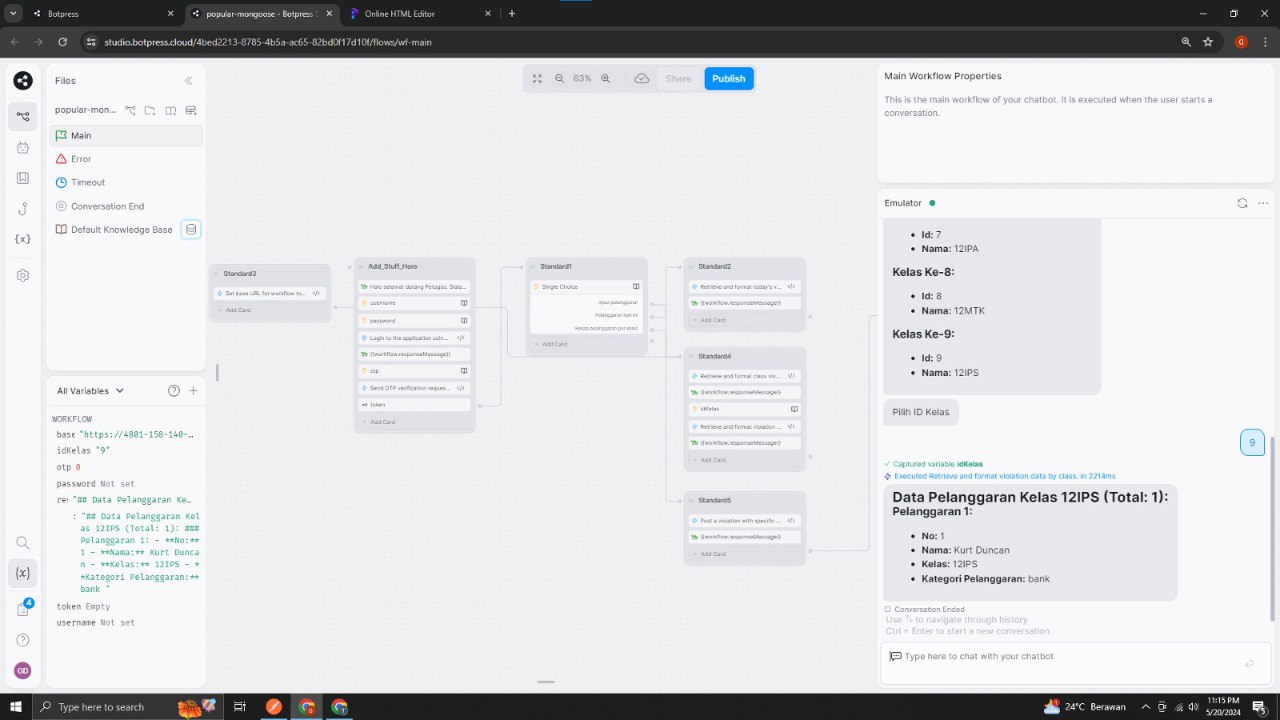 Botpress
popular-mongoose - Botpress S
Online HTML Editor
studio.botpress.cloud/4bed2213-8785-4b5a-ac65-82bd0f17d10f/flows/wf-main
Files
popular-mon...
Main
Error
Timeout
Conversation End
Default Knowledge Base
63%
Share
Publish
Standard3
Set base URL for workflow to...
+ Add Card
Add_Stuff_Here
Halo selamat datang Petugas, Sila...
username
password
Login to the application usin...
{{workflow.responseMessage}}
otp
Send OTP verification reques...
token
+ Add Card
Standard1
Single Choice
Input pelanggaran
Pelanggaran hari ini
+ Add Card
Standard2
Retrieve and format today's v...
{{workflow.responseMessage}}
+ Add Card
Standard4
Retrieve and format class vio...
{{workflow.responseMessage}}
idKelas
Retrieve and format violation ...
{{workflow.responseMessage}}
+ Add Card
Standard5
Post a violation with specific ...
{{workflow.responseMessage}}
+ Add Card
Variables
WORKFLOW
base "https://4801-158-140-…
idKelas "9"
otp 0
password Not set
re: "## Data Pelanggaran Ke…
: "## Data Pelanggaran Kel
as 12IPS (Total: 1): ###
Pelanggaran 1: - **No:**
1 - **Nama:** Kurt Dunca
n - **Kelas:** 12IPS - *
*Kategori Pelanggaran:**
bank "
token Empty
username Not set
4
GD
Main Workflow Properties
This is the main workflow of your chatbot. It is executed when the user starts a
conversation.
Emulator
Id: 7
Nama: 12IPA
Kelas Ke-8:
Id: 8
Nama: 12MTK
Kelas Ke-9:
Id: 9
Nama: 12IPS
Pilih ID Kelas
9
Captured variable idKelas
Executed Retrieve and format violation data by class. in 2214ms
Data Pelanggaran Kelas 12IPS (Total: 1):
Pelanggaran 1:
No: 1
Nama: Kurt Duncan
Kelas: 12IPS
Kategori Pelanggaran: bank
Conversation Ended
Use ↑↓ to navigate through history
Ctrl + Enter to start a new conversation
Type here to chat with your chatbot
Type here to search
24°C Berawan
11:15 PM
5/20/2024